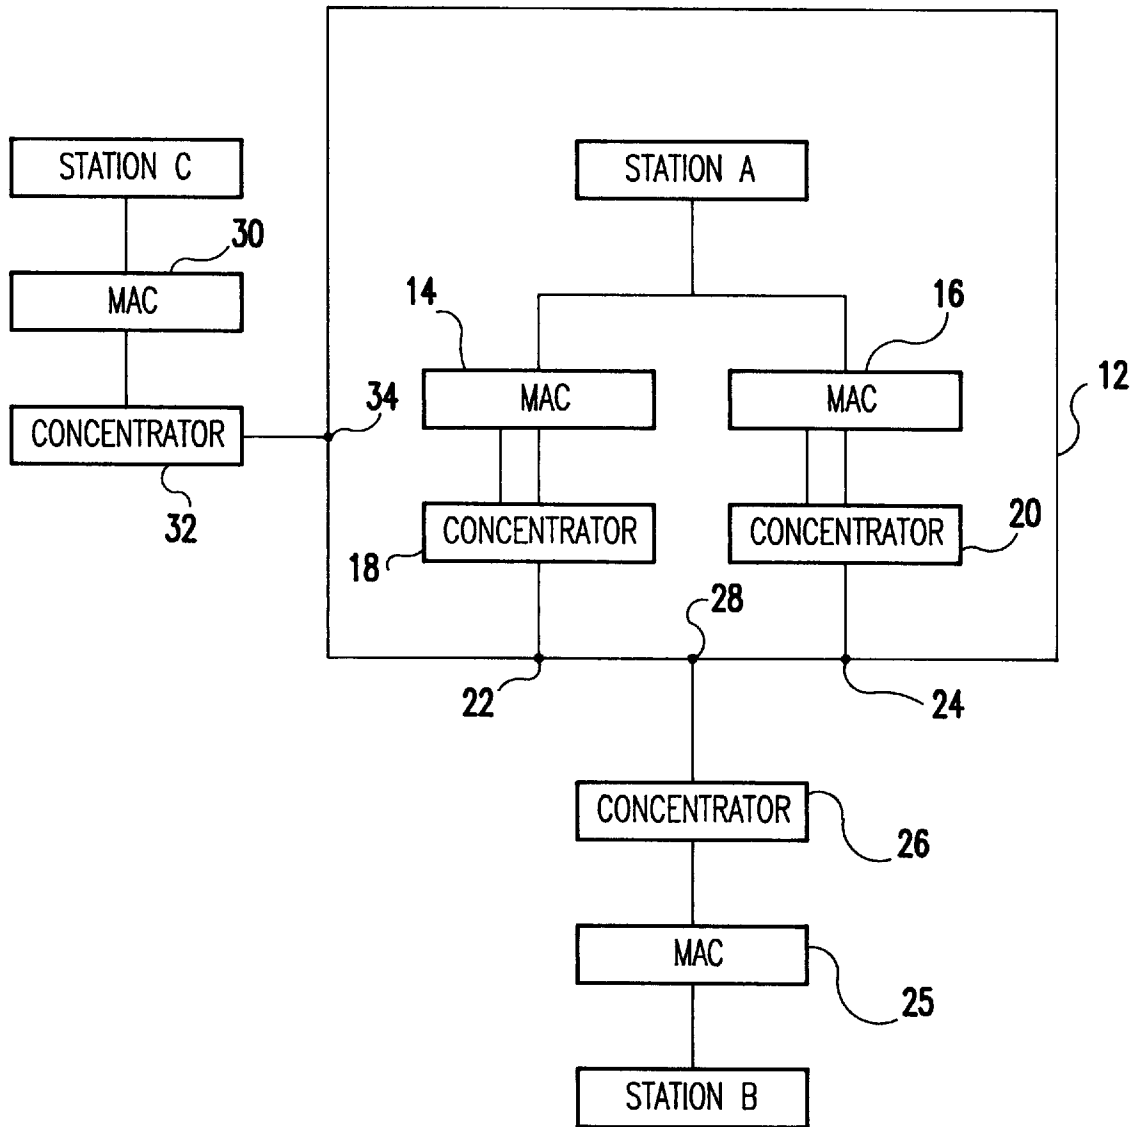 STATION C
STATION A
30
MAC
14
16
12
MAC
MAC
34
CONCENTRATOR
32
CONCENTRATOR
18
CONCENTRATOR
20
28
22
24
CONCENTRATOR
26
MAC
25
STATION B